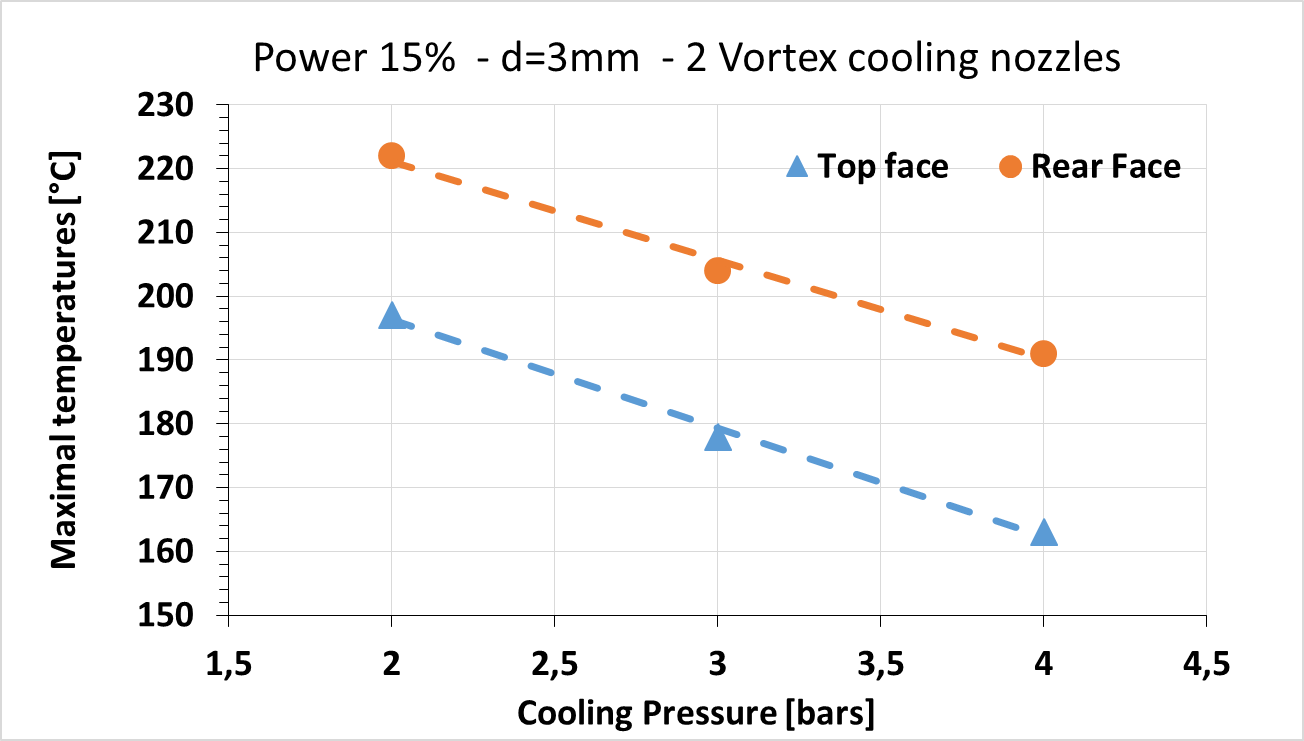 Power 15% - d=3mm - 2 Vortex cooling nozzles
Maximal temperatures [°C]
230
220
210
200
190
180
170
160
150
Top face
Rear Face
1,5 2 2,5 3 3,5 4 4,5
Cooling Pressure [bars]